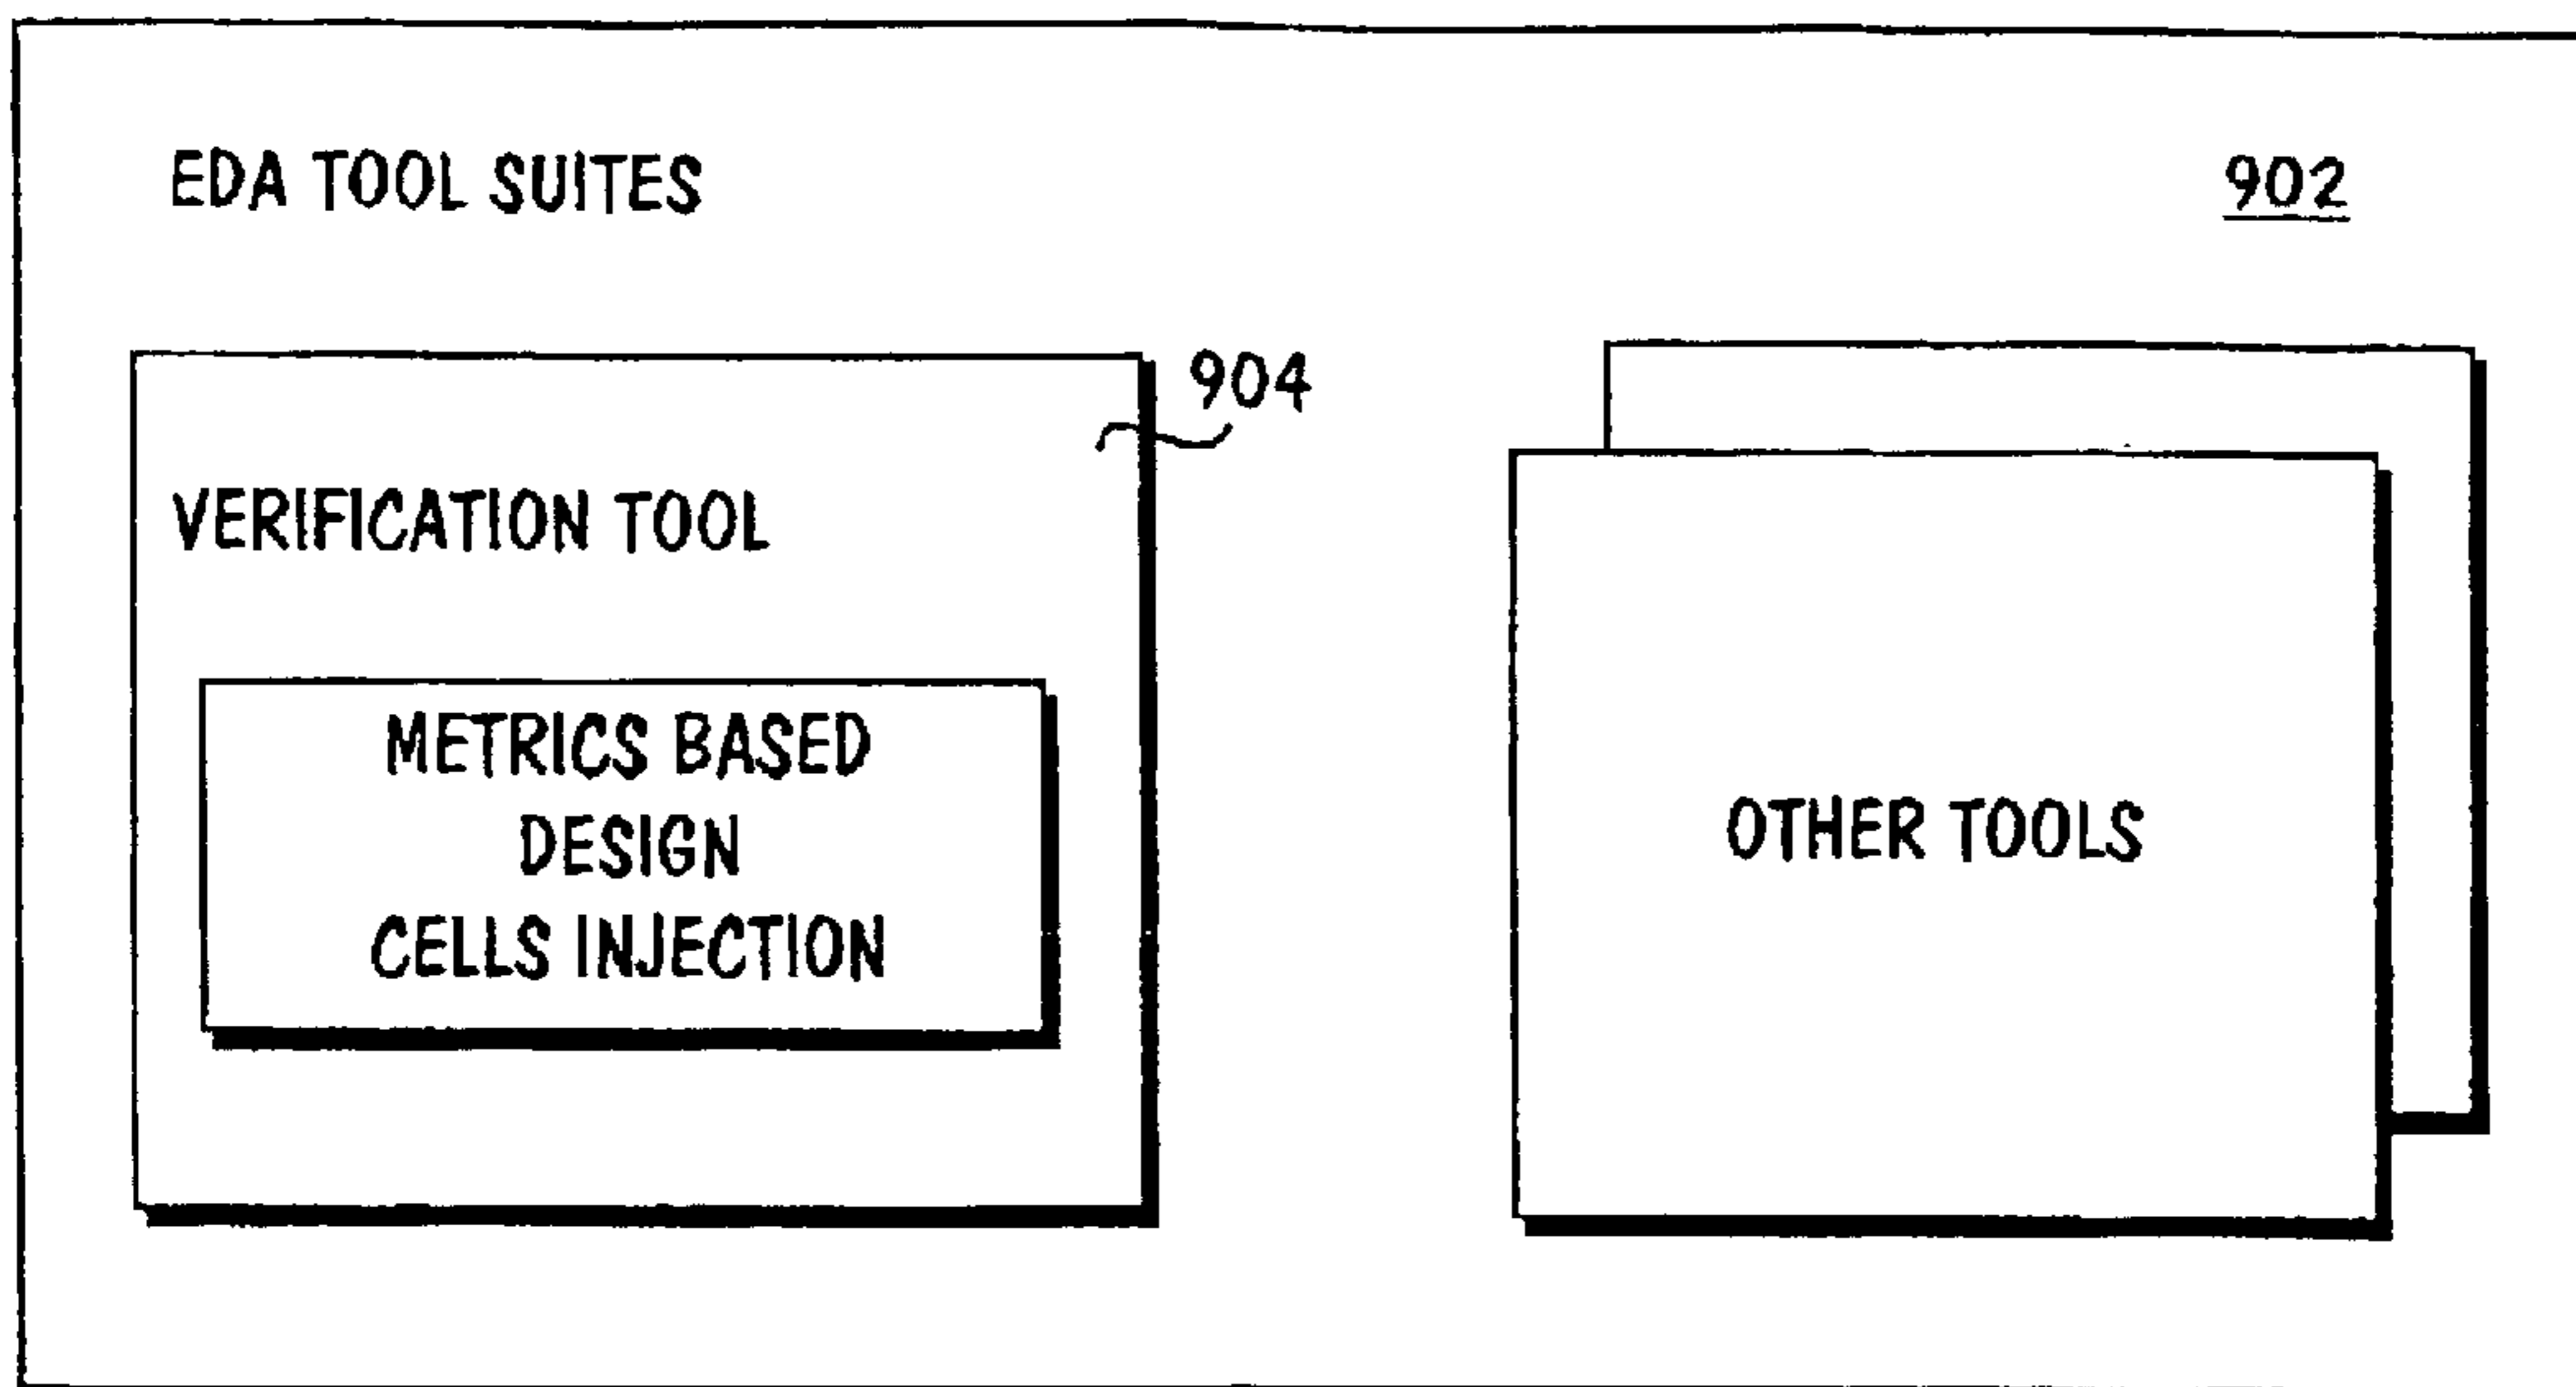 EDA TOOL SUITES
902
904
VERIFICATION TOOL
METRICS BASED
DESIGN
CELLS INJECTION
OTHER TOOLS